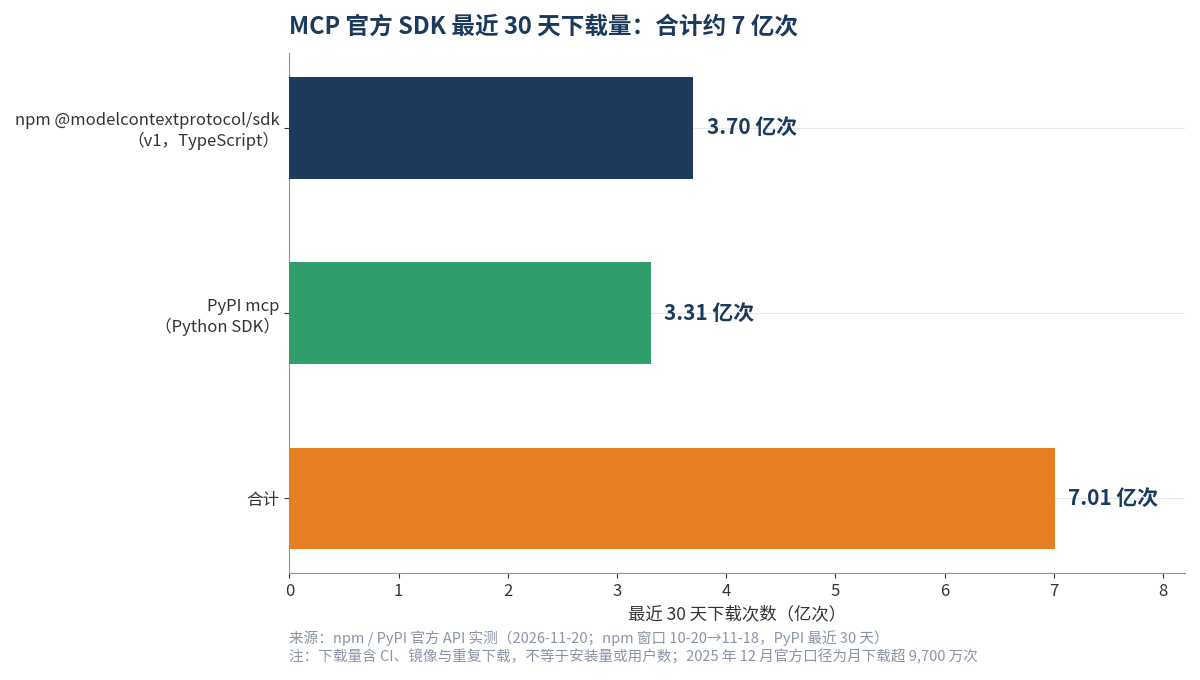 MCP 官方 SDK 最近 30 天下载量：合计约 7 亿次
npm @modelcontextprotocol/sdk
（v1，TypeScript）
3.70 亿次
PyPI mcp
（Python SDK）
3.31 亿次
合计
7.01 亿次
0 1 2 3 4 5 6 7 8
最近 30 天下载次数（亿次）
来源：npm / PyPI 官方 API 实测（2026-11-20；npm 窗口 10-20→11-18，PyPI 最近 30 天）
注：下载量含 CI、镜像与重复下载，不等于安装量或用户数；2025 年 12 月官方口径为月下载超 9,700 万次